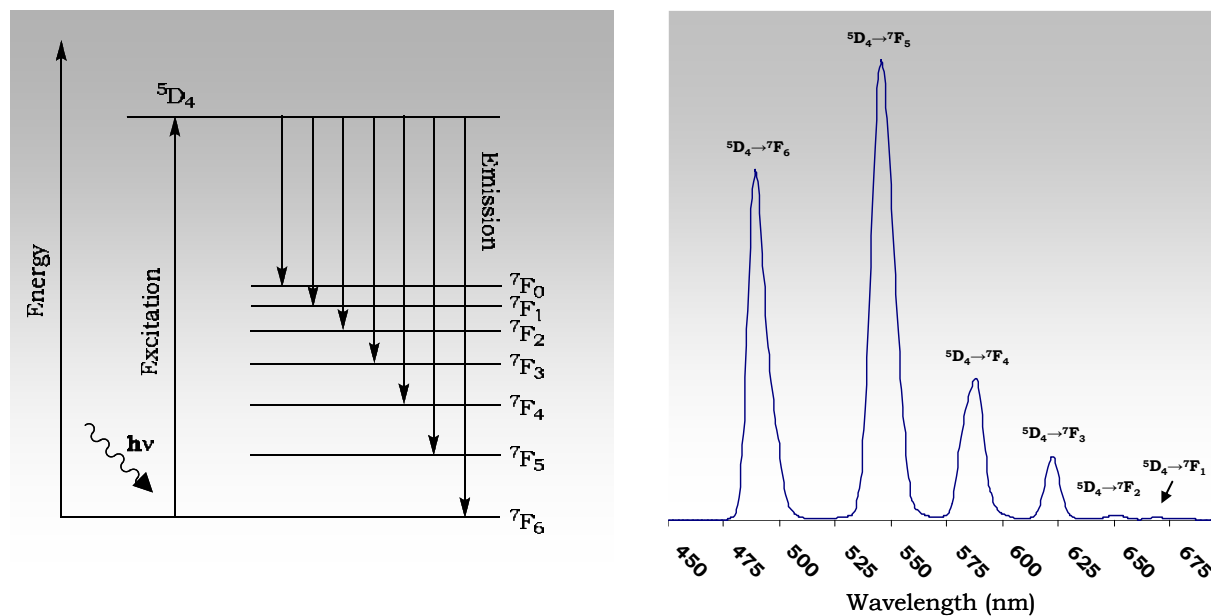 ⁵D₄
Energy
Excitation
Emission
hν
⁷F₀
⁷F₁
⁷F₂
⁷F₃
⁷F₄
⁷F₅
⁷F₆
⁵D₄→⁷F₅
⁵D₄→⁷F₆
⁵D₄→⁷F₄
⁵D₄→⁷F₃
⁵D₄→⁷F₂
⁵D₄→⁷F₁
450 475 500 525 550 575 600 625 650 675
Wavelength (nm)